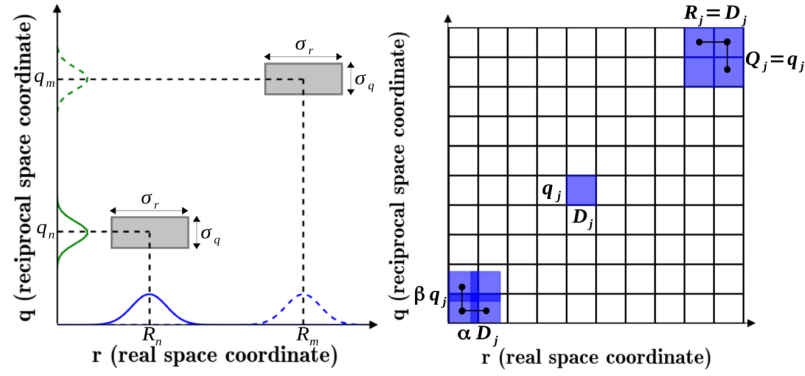 σ_r
q_m
σ_q
σ_r
q_n
σ_q
R_n
R_m
r (real space coordinate)
q (reciprocal space coordinate)
R_j = D_j
Q_j = q_j
q_j
D_j
β q_j
α D_j
r (real space coordinate)
q (reciprocal space coordinate)